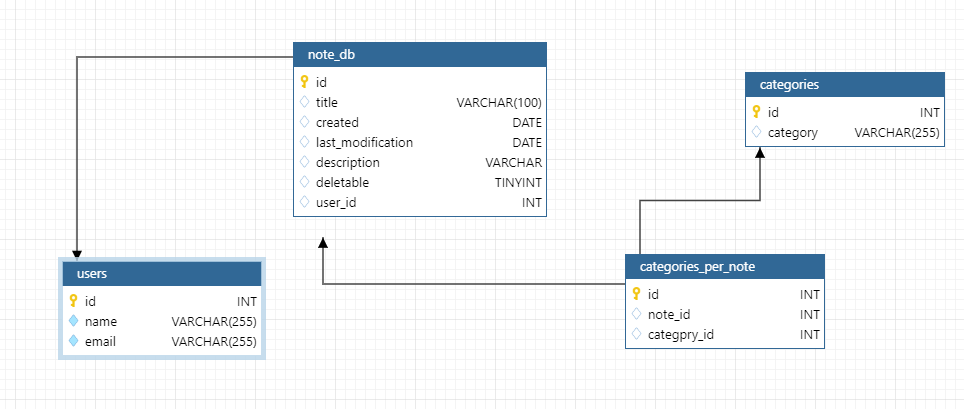 note_db
id
title VARCHAR(100)
created DATE
last_modification DATE
description VARCHAR
deletable TINYINT
user_id INT
categories
id INT
category VARCHAR(255)
users
id INT
name VARCHAR(255)
email VARCHAR(255)
categories_per_note
id INT
note_id INT
categpry_id INT